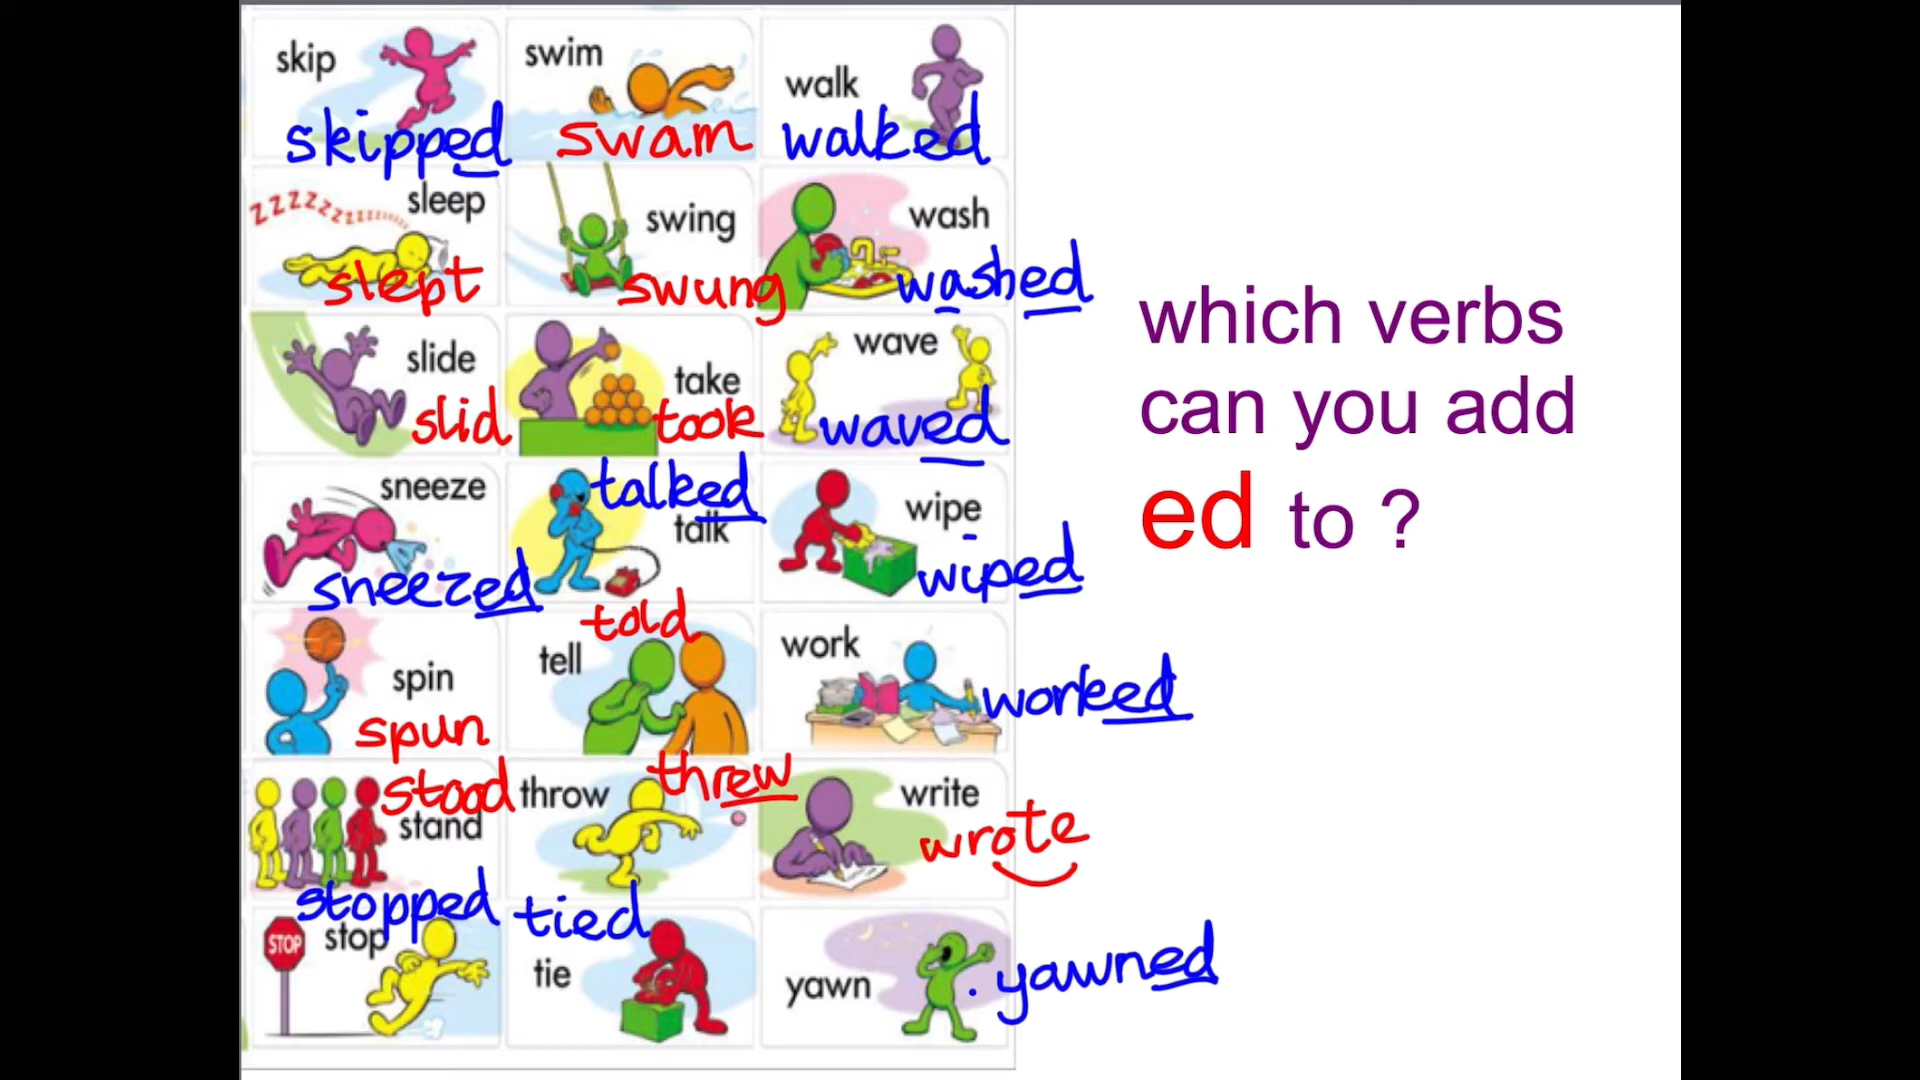 skip
skipped
swim
swam
walk
walked
zzzzzzzzzzzzz
sleep
slept
swing
swung
wash
washed
slide
slid
take
took
wave
waved
sneeze
sneezed
talked
talk
wipe
wiped
spin
spun
told
tell
work
worked
stood
stand
throw
threw
write
wrote
stopped
STOP
stop
tied
tie
yawn
yawned
which verbs
can you add
ed to ?